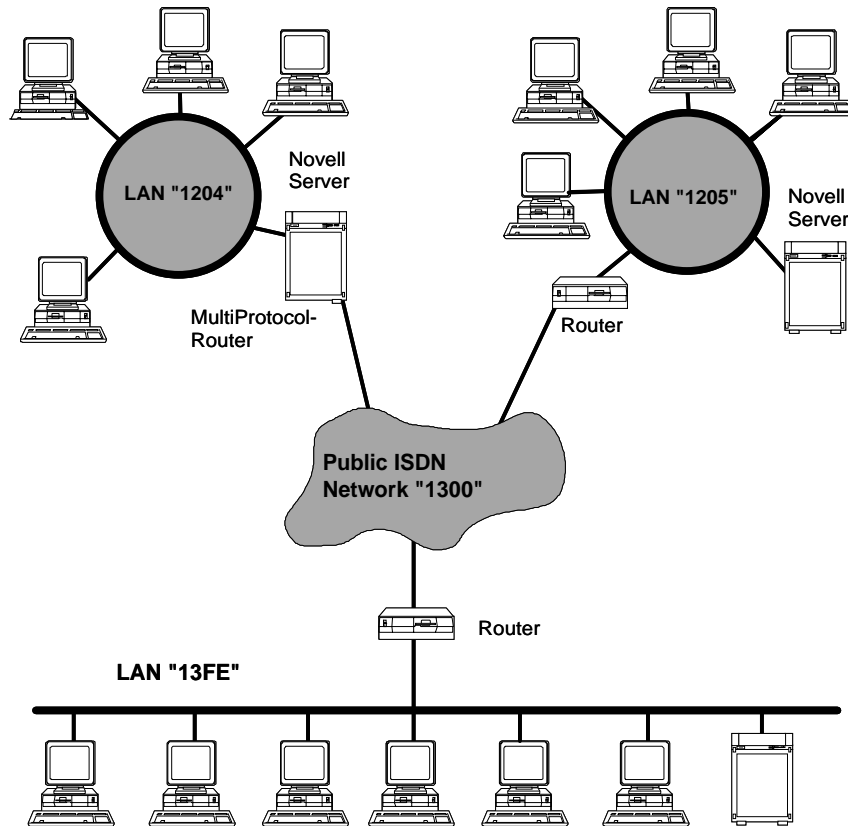 LAN "1204"
Novell
Server
MultiProtocol-
Router
LAN "1205"
Novell
Server
Router
Public ISDN
Network "1300"
Router
LAN "13FE"